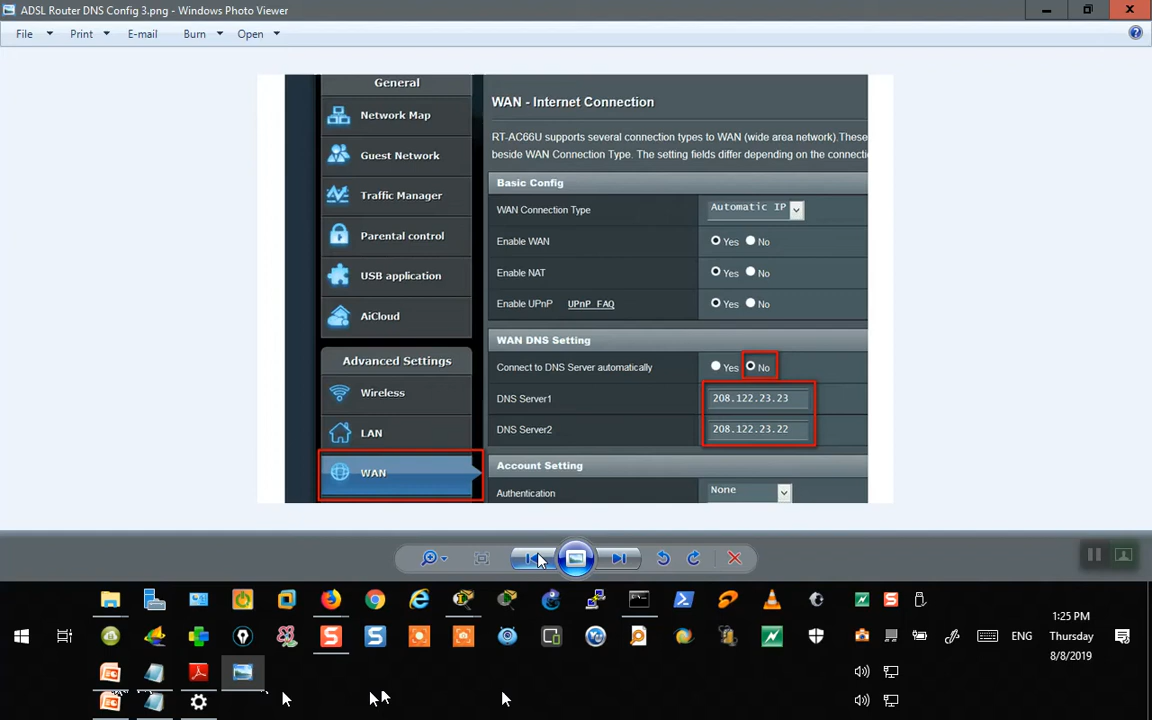 ADSL Router DNS Config 3.png - Windows Photo Viewer
File Print E-mail Burn Open
General
Network Map
Guest Network
Traffic Manager
Parental control
USB application
AiCloud
Advanced Settings
Wireless
LAN
WAN
WAN - Internet Connection
RT-AC66U supports several connection types to WAN (wide area network).These
beside WAN Connection Type. The setting fields differ depending on the connectio
Basic Config
WAN Connection Type Automatic IP
Enable WAN Yes No
Enable NAT Yes No
Enable UPnP UPnP FAQ Yes No
WAN DNS Setting
Connect to DNS Server automatically Yes No
DNS Server1 208.122.23.23
DNS Server2 208.122.23.22
Account Setting
Authentication None
ENG
1:25 PM
Thursday
8/8/2019